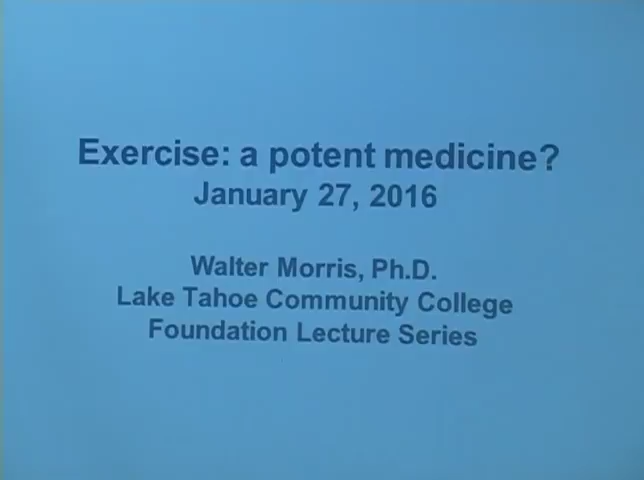 Exercise: a potent medicine?
January 27, 2016
Walter Morris, Ph.D.
Lake Tahoe Community College
Foundation Lecture Series